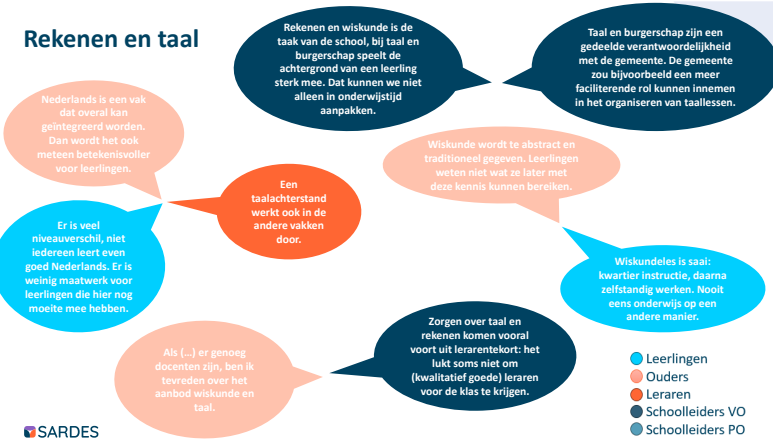 Rekenen en taal
Rekenen en wiskunde is de
taak van de school, bij taal en
burgerschap speelt de
achtergrond van een leerling
sterk mee. Dat kunnen we niet
alleen in onderwijstijd
aanpakken.
Taal en burgerschap zijn een
gedeelde verantwoordelijkheid
met de gemeente. De gemeente
zou bijvoorbeeld een meer
faciliterende rol kunnen innemen
in het organiseren van taallessen.
Nederlands is een vak
dat overal kan
geïntegreerd worden.
Dan wordt het ook
meteen betekenisvoller
voor leerlingen.
Wiskunde wordt te abstract en
traditioneel gegeven. Leerlingen
weten niet wat ze later met
deze kennis kunnen bereiken.
Een
taalachterstand
werkt ook in de
andere vakken
door.
Er is veel
niveauverschil, niet
iedereen leert even
goed Nederlands. Er is
weinig maatwerk voor
leerlingen die hier nog
moeite mee hebben.
Wiskundeles is saai:
kwartier instructie, daarna
zelfstandig werken. Nooit
eens onderwijs op een
andere manier.
Zorgen over taal en
rekenen komen vooral
voort uit lerarentekort: het
lukt soms niet om
(kwalitatief goede) leraren
voor de klas te krijgen.
Als (...) er genoeg
docenten zijn, ben ik
tevreden over het
aanbod wiskunde en
taal.
Leerlingen
Ouders
Leraren
Schoolleiders VO
Schoolleiders PO
SARDES